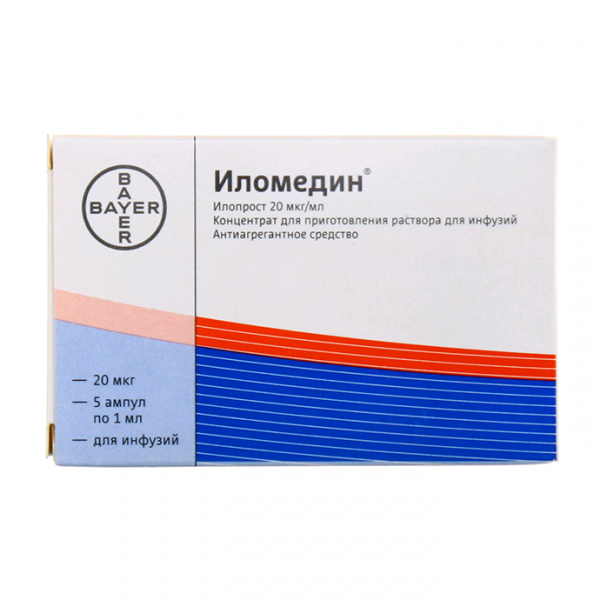 BAYER
BAYER
Иломедин®
Илопрост 20 мкг/мл
Концентрат для приготовления раствора для инфузий
Антиагрегантное средство
— 20 мкг
— 5 ампул
по 1 мл
— для инфузий